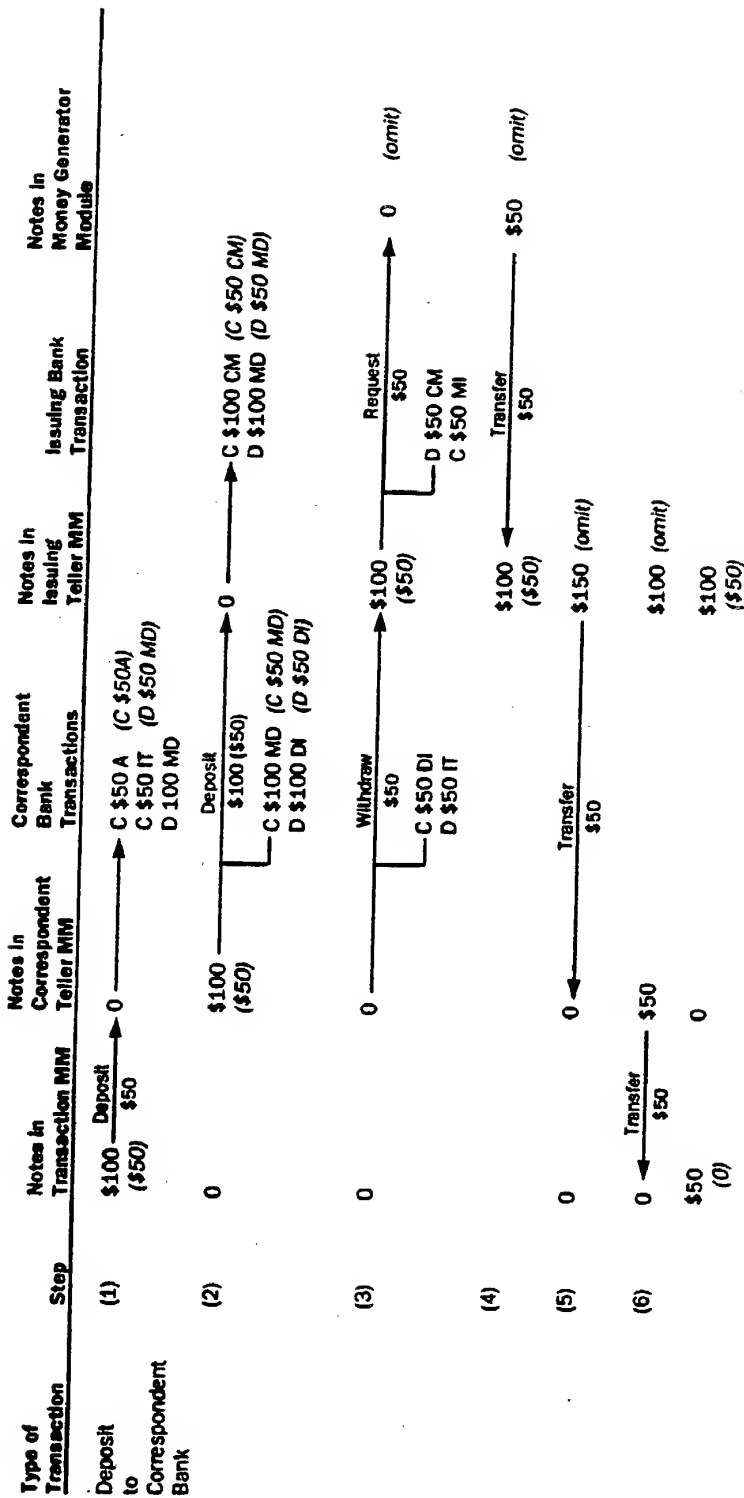 Type of Transaction Step Notes in Transaction MM Notes in Correspondent Teller MM Correspondent Bank Transactions Notes in Issuing Teller MM Issuing Bank Transaction Notes in Money Generator Module
Deposit to Correspondent Bank
(1) $100 Deposit 0 C $50 A (C $50A)
($50) $50 C $50 IT (D $50 MD)
D 100 MD
(2) 0 $100 Deposit 0 C $100 CM (C $50 CM)
($50) $100 ($50) D $100 MD (D $50 MD)
C $100 MD (C $50 MD)
D $100 DI (D $50 DI)
(3) 0 0 Withdraw $100 Request 0 (omit)
$50 ($50) $50
C $50 DI D $50 CM
D $50 IT C $50 MI
(4) $100 Transfer $50 (omit)
($50) $50
(5) 0 0 Transfer $150 (omit)
$50
(6) 0 Transfer $50 $100 (omit)
$50
$50 0 $100
(0) ($50)